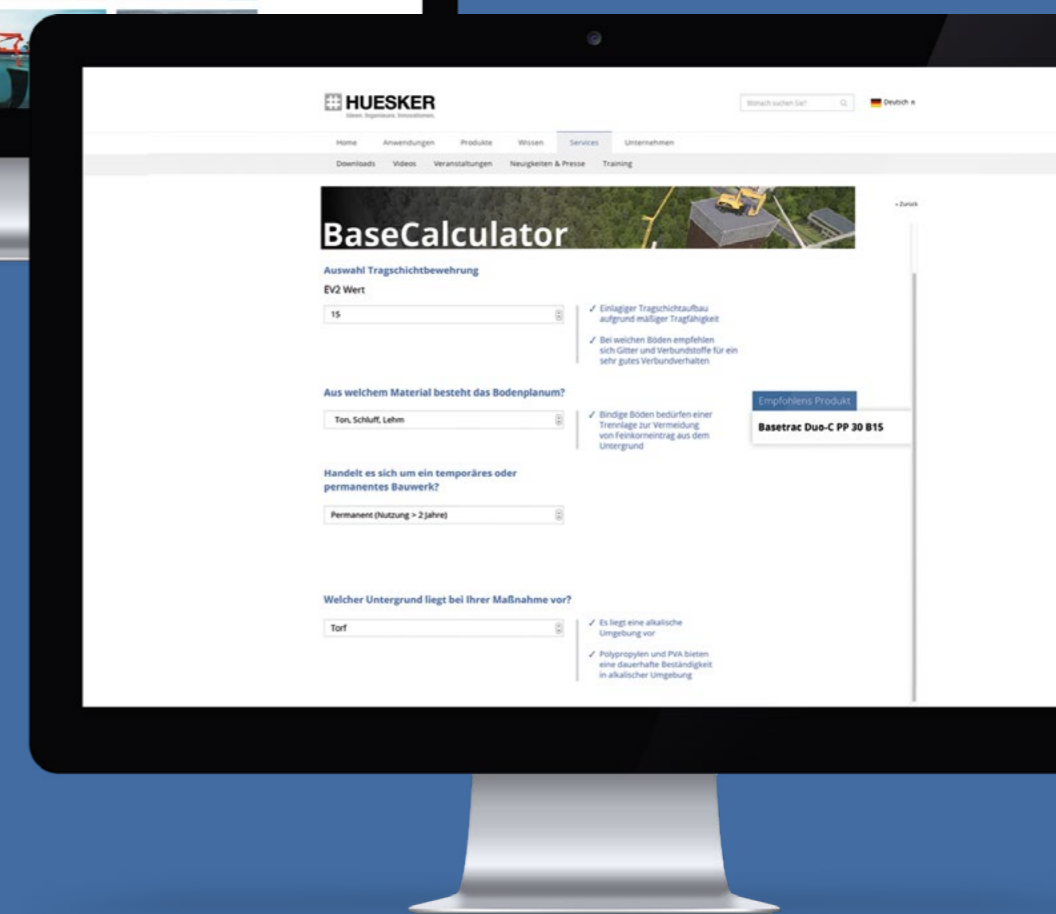 HUESKER
Ideen. Ingenieure. Innovationen.
Wonach suchen Sie?
Deutsch
Home Anwendungen Produkte Wissen Services Unternehmen
Downloads Videos Veranstaltungen Neuigkeiten & Presse Training
« Zurück
BaseCalculator
Auswahl Tragschichtbewehrung
EV2 Wert
15
✓ Einlagiger Tragschichtaufbau
aufgrund mäßiger Tragfähigkeit
✓ Bei weichen Böden empfehlen
sich Gitter und Verbundstoffe für ein
sehr gutes Verbundverhalten
Aus welchem Material besteht das Bodenplanum?
Ton, Schluff, Lehm
✓ Bindige Böden bedürfen einer
Trennlage zur Vermeidung
von Feinkorneintrag aus dem
Untergrund
Empfohlens Produkt
Basetrac Duo-C PP 30 B15
Handelt es sich um ein temporäres oder
permanentes Bauwerk?
Permanent (Nutzung > 2 Jahre)
Welcher Untergrund liegt bei Ihrer Maßnahme vor?
Torf
✓ Es liegt eine alkalische
Umgebung vor
✓ Polypropylen und PVA bieten
eine dauerhafte Beständigkeit
in alkalischer Umgebung